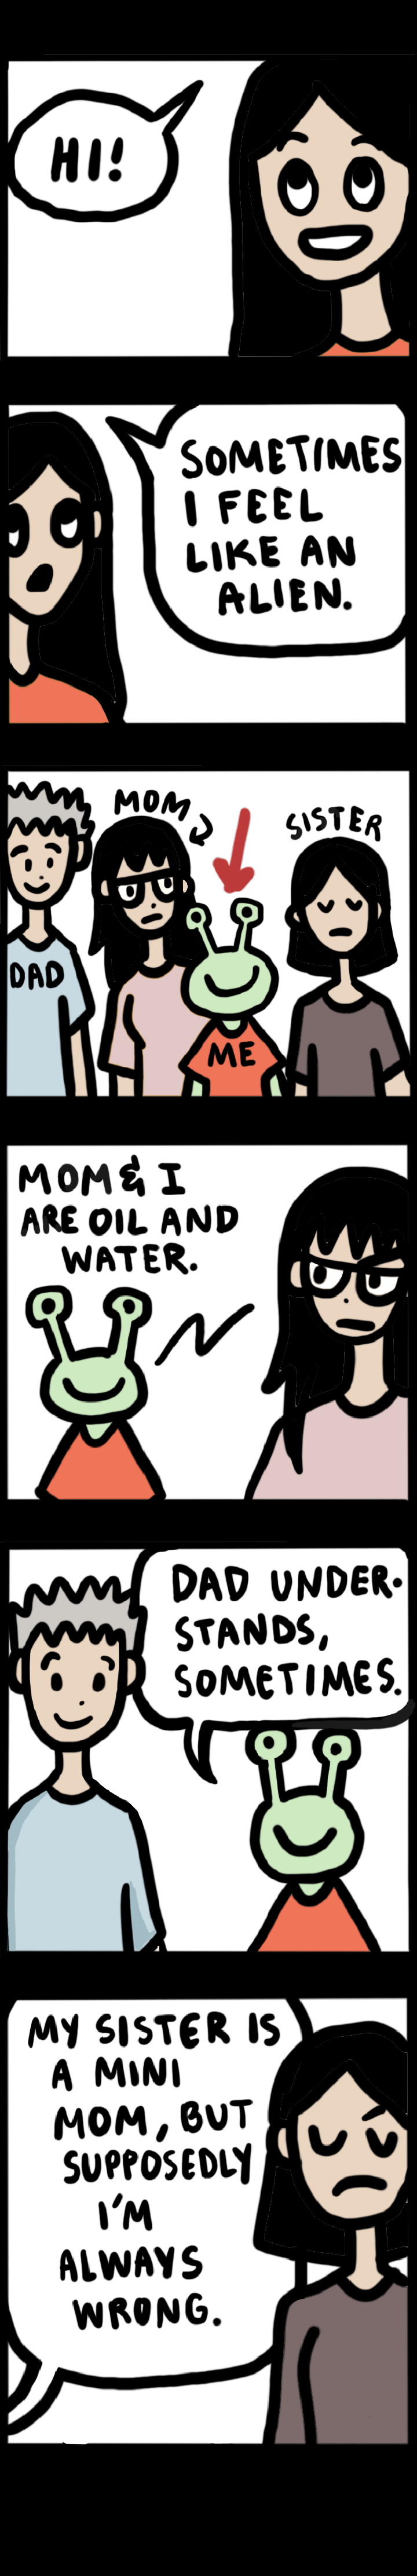 HI!
SOMETIMES
I FEEL
LIKE AN
ALIEN.
MOM
SISTER
DAD
ME
MOM & I
ARE OIL AND
WATER.
DAD UNDER-
STANDS,
SOMETIMES.
MY SISTER IS
A MINI
MOM, BUT
SUPPOSEDLY
I'M
ALWAYS
WRONG.